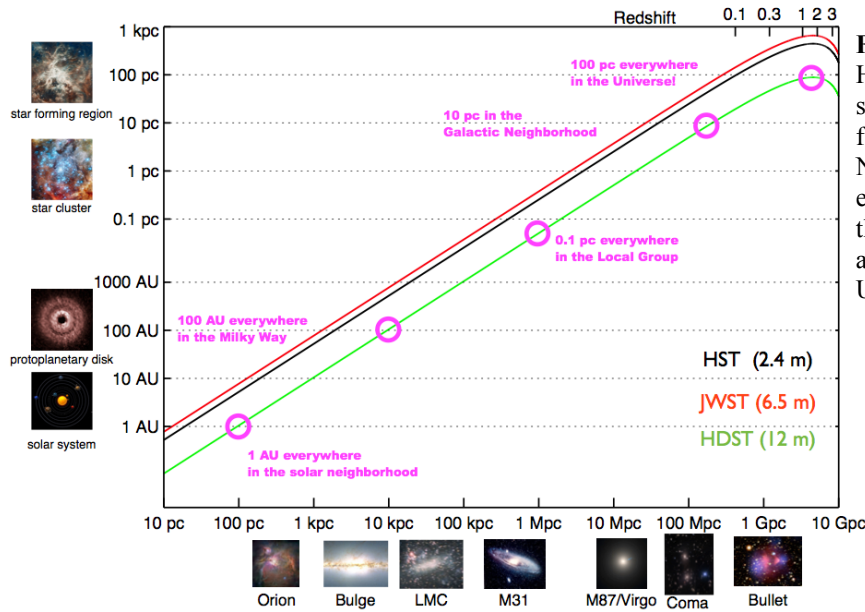 Redshift 0.1 0.3 1 2 3
1 kpc
100 pc
10 pc
1 pc
0.1 pc
1000 AU
100 AU
10 AU
1 AU
star forming region
star cluster
protoplanetary disk
solar system
100 pc everywhere
in the Universe!
10 pc in the
Galactic Neighborhood
0.1 pc everywhere
in the Local Group
100 AU everywhere
in the Milky Way
1 AU everywhere
in the solar neighborhood
HST (2.4 m)
JWST (6.5 m)
HDST (12 m)
10 pc 100 pc 1 kpc 10 kpc 100 kpc 1 Mpc 10 Mpc 100 Mpc 1 Gpc 10 Gpc
Orion Bulge LMC M31 M87/Virgo Coma Bullet